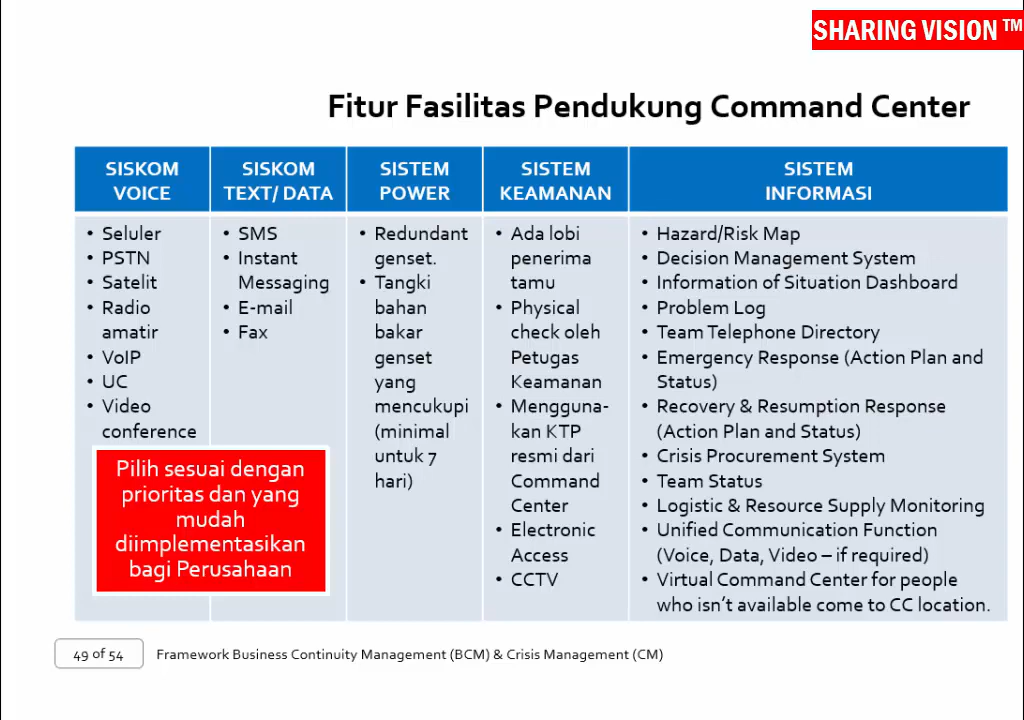 SHARING VISION ™
Fitur Fasilitas Pendukung Command Center
SISKOM
VOICE
SISKOM
TEXT/ DATA
SISTEM
POWER
SISTEM
KEAMANAN
SISTEM
INFORMASI
• Seluler
• PSTN
• Satelit
• Radio
amatir
• VoIP
• UC
• Video
conference
• SMS
• Instant
Messaging
• E-mail
• Fax
Pilih sesuai dengan
prioritas dan yang
mudah
diimplementasikan
bagi Perusahaan
• Redundant
genset.
• Tangki
bahan
bakar
genset
yang
mencukupi
(minimal
untuk 7
hari)
• Ada lobi
penerima
tamu
• Physical
check oleh
Petugas
Keamanan
• Mengguna-
kan KTP
resmi dari
Command
Center
• Electronic
Access
• CCTV
• Hazard/Risk Map
• Decision Management System
• Information of Situation Dashboard
• Problem Log
• Team Telephone Directory
• Emergency Response (Action Plan and
Status)
• Recovery & Resumption Response
(Action Plan and Status)
• Crisis Procurement System
• Team Status
• Logistic & Resource Supply Monitoring
• Unified Communication Function
(Voice, Data, Video – if required)
• Virtual Command Center for people
who isn't available come to CC location.
49 of 54
Framework Business Continuity Management (BCM) & Crisis Management (CM)